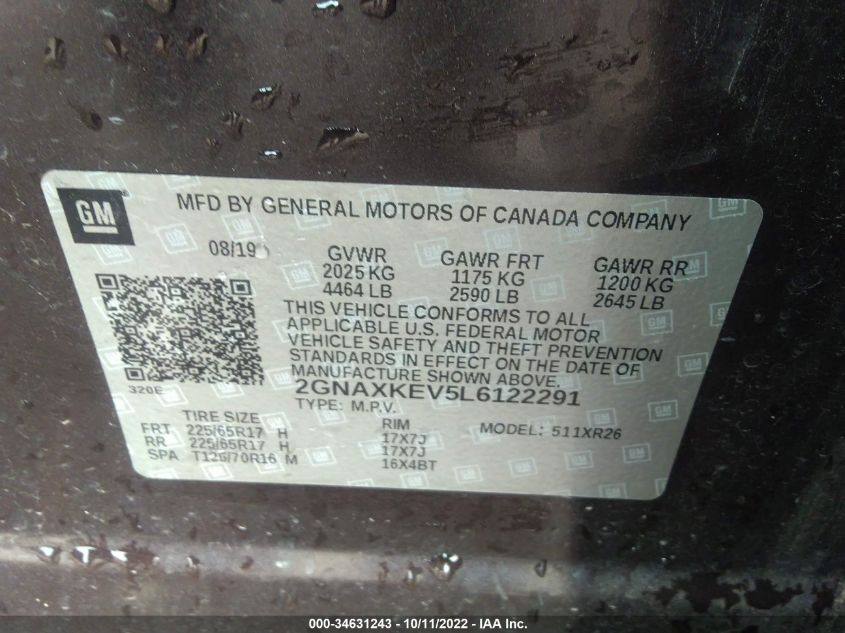 GM
MFD BY GENERAL MOTORS OF CANADA COMPANY
08/19
GVWR
2025 KG
4464 LB
GAWR FRT
1175 KG
2590 LB
GAWR RR
1200 KG
2645 LB
THIS VEHICLE CONFORMS TO ALL
APPLICABLE U.S. FEDERAL MOTOR
VEHICLE SAFETY AND THEFT PREVENTION
STANDARDS IN EFFECT ON THE DATE OF
MANUFACTURE SHOWN ABOVE.
320E
2GNAXKEV5L6122291
TYPE: M.P.V.
MODEL: 511XR26
TIRE SIZE
RIM
FRT 225/65R17 H 17X7J
RR 225/65R17 H 17X7J
SPA T125/70R16 M 16X4BT
000-34631243 - 10/11/2022 - IAA Inc.